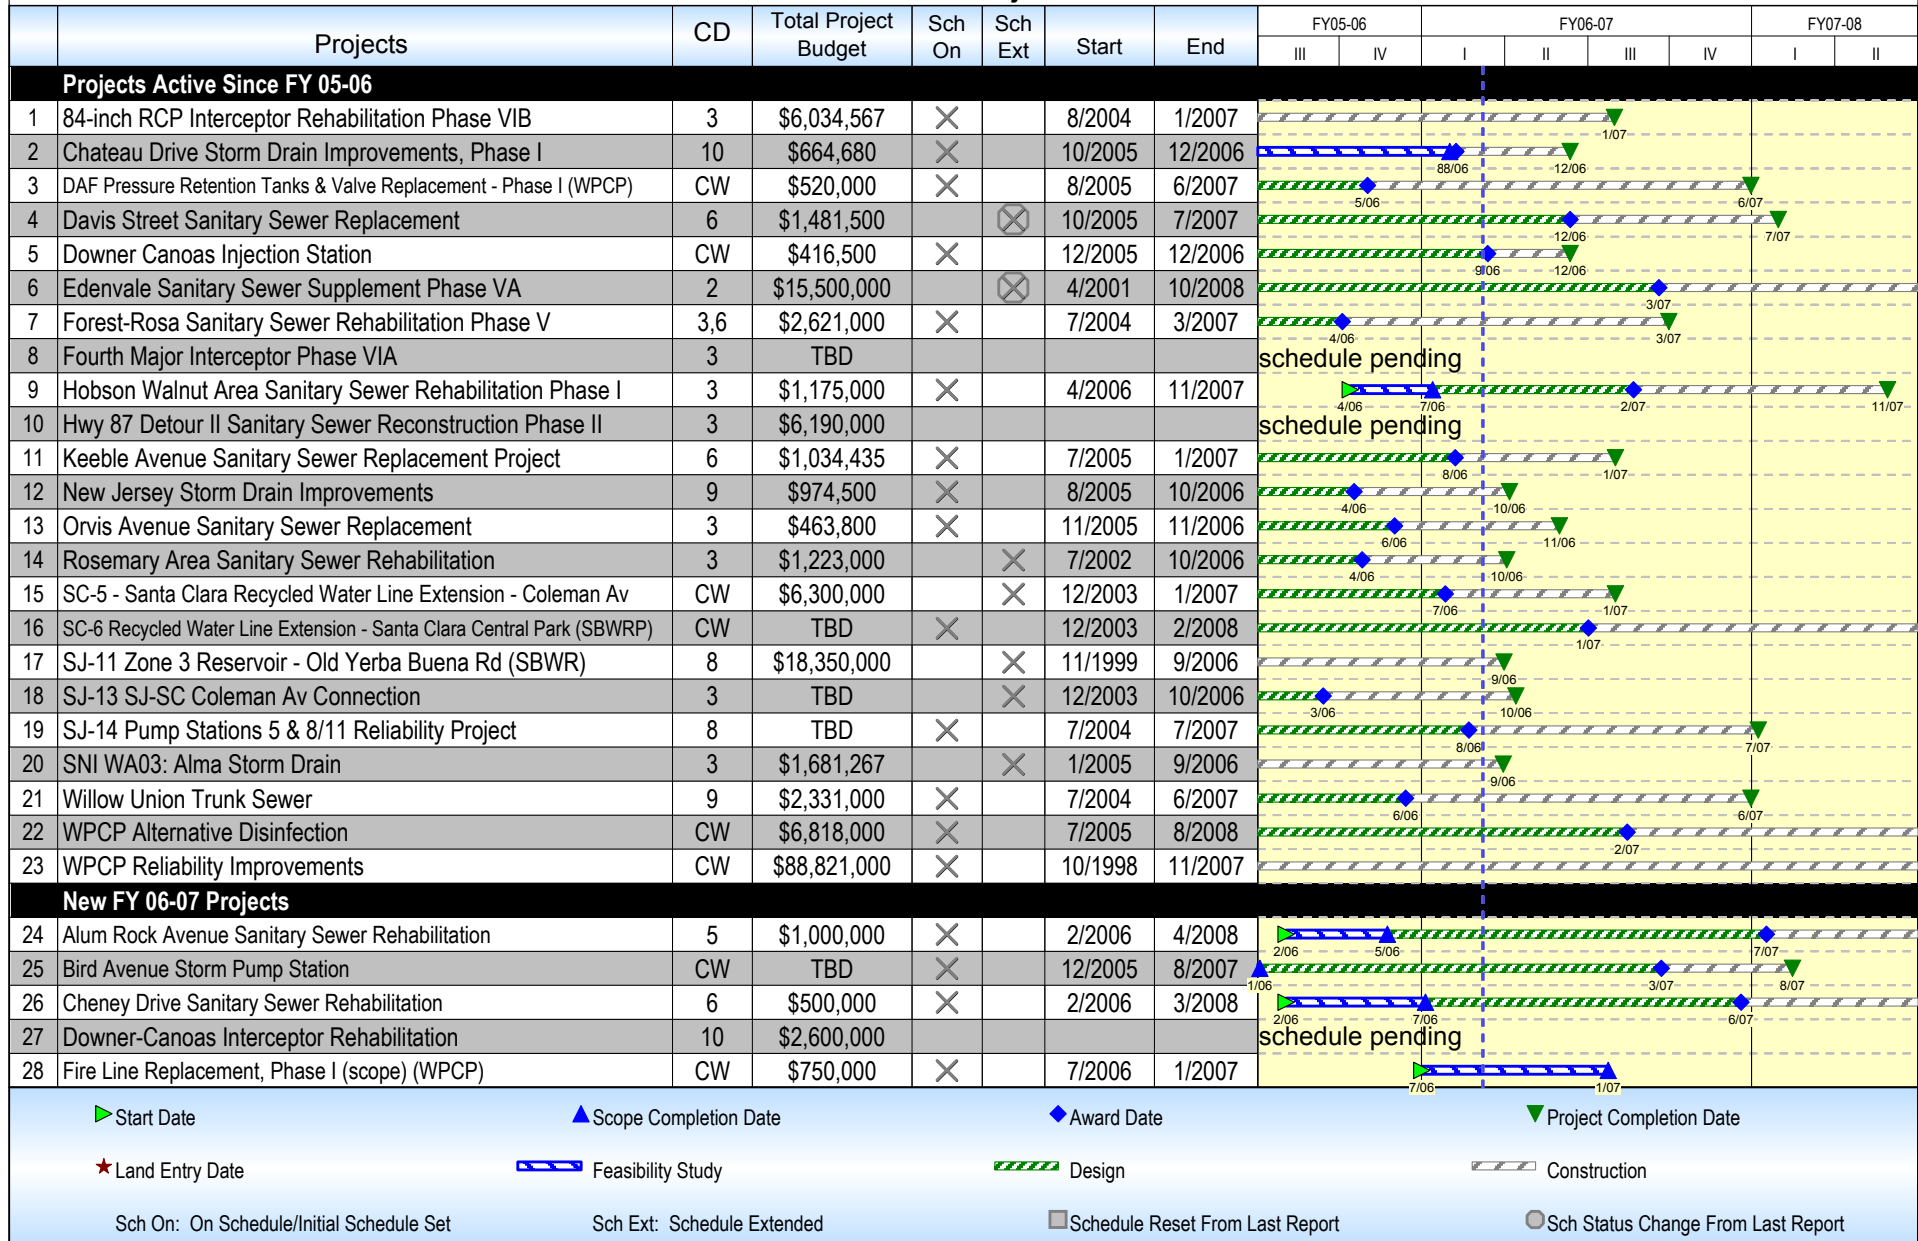 Projects CD Total Project Budget Sch On Sch Ext Start End FY05-06 FY06-07 FY07-08
III IV I II III IV I II
Projects Active Since FY 05-06
1 84-inch RCP Interceptor Rehabilitation Phase VIB 3 $6,034,567 8/2004 1/2007 1/07
2 Chateau Drive Storm Drain Improvements, Phase I 10 $664,680 10/2005 12/2006 88/06 12/06
3 DAF Pressure Retention Tanks & Valve Replacement - Phase I (WPCP) CW $520,000 8/2005 6/2007 5/06 6/07
4 Davis Street Sanitary Sewer Replacement 6 $1,481,500 10/2005 7/2007 12/06 7/07
5 Downer Canoas Injection Station CW $416,500 12/2005 12/2006 9/06 12/06
6 Edenvale Sanitary Sewer Supplement Phase VA 2 $15,500,000 4/2001 10/2008 3/07
7 Forest-Rosa Sanitary Sewer Rehabilitation Phase V 3,6 $2,621,000 7/2004 3/2007 4/06 3/07
8 Fourth Major Interceptor Phase VIA 3 TBD schedule pending
9 Hobson Walnut Area Sanitary Sewer Rehabilitation Phase I 3 $1,175,000 4/2006 11/2007 4/06 7/06 2/07 11/07
10 Hwy 87 Detour II Sanitary Sewer Reconstruction Phase II 3 $6,190,000 schedule pending
11 Keeble Avenue Sanitary Sewer Replacement Project 6 $1,034,435 7/2005 1/2007 8/06 1/07
12 New Jersey Storm Drain Improvements 9 $974,500 8/2005 10/2006 4/06 10/06
13 Orvis Avenue Sanitary Sewer Replacement 3 $463,800 11/2005 11/2006 6/06 11/06
14 Rosemary Area Sanitary Sewer Rehabilitation 3 $1,223,000 7/2002 10/2006 4/06 10/06
15 SC-5 - Santa Clara Recycled Water Line Extension - Coleman Av CW $6,300,000 12/2003 1/2007 7/06 1/07
16 SC-6 Recycled Water Line Extension - Santa Clara Central Park (SBWRP) CW TBD 12/2003 2/2008 1/07
17 SJ-11 Zone 3 Reservoir - Old Yerba Buena Rd (SBWR) 8 $18,350,000 11/1999 9/2006 9/06
18 SJ-13 SJ-SC Coleman Av Connection 3 TBD 12/2003 10/2006 3/06 10/06
19 SJ-14 Pump Stations 5 & 8/11 Reliability Project 8 TBD 7/2004 7/2007 8/06 7/07
20 SNI WA03: Alma Storm Drain 3 $1,681,267 1/2005 9/2006 9/06
21 Willow Union Trunk Sewer 9 $2,331,000 7/2004 6/2007 6/06 6/07
22 WPCP Alternative Disinfection CW $6,818,000 7/2005 8/2008 2/07
23 WPCP Reliability Improvements CW $88,821,000 10/1998 11/2007
New FY 06-07 Projects
24 Alum Rock Avenue Sanitary Sewer Rehabilitation 5 $1,000,000 2/2006 4/2008 2/06 5/06 7/07
25 Bird Avenue Storm Pump Station CW TBD 12/2005 8/2007 1/06 3/07 8/07
26 Cheney Drive Sanitary Sewer Rehabilitation 6 $500,000 2/2006 3/2008 2/06 7/06 6/07
27 Downer-Canoas Interceptor Rehabilitation 10 $2,600,000 schedule pending
28 Fire Line Replacement, Phase I (scope) (WPCP) CW $750,000 7/2006 1/2007 7/06 1/07
Start Date Scope Completion Date Award Date Project Completion Date
Land Entry Date Feasibility Study Design Construction
Sch On: On Schedule/Initial Schedule Set Sch Ext: Schedule Extended Schedule Reset From Last Report Sch Status Change From Last Report